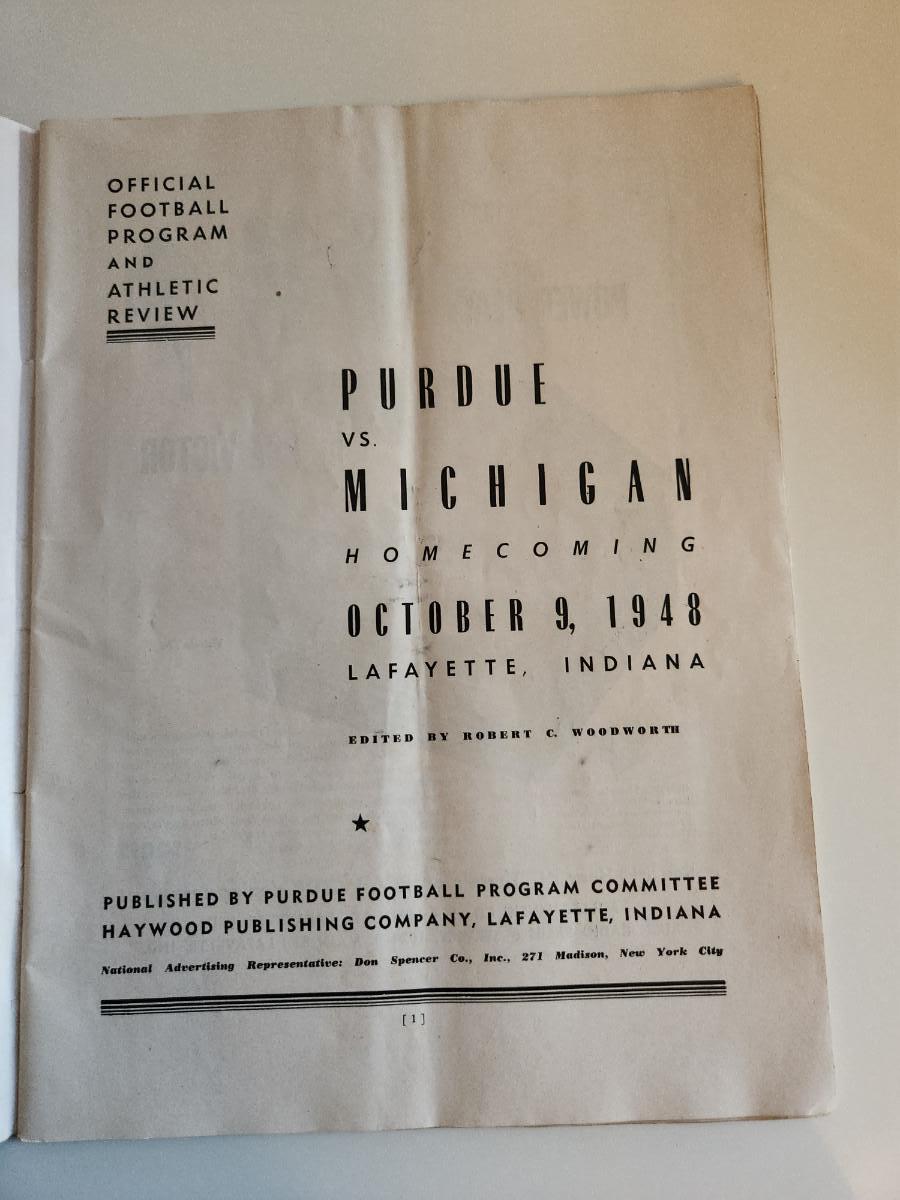 OFFICIAL
FOOTBALL
PROGRAM
AND
ATHLETIC
REVIEW
PURDUE
VS.
MICHIGAN
HOMECOMING
OCTOBER 9, 1948
LAFAYETTE, INDIANA
EDITED BY ROBERT C. WOODWORTH
★
PUBLISHED BY PURDUE FOOTBALL PROGRAM COMMITTEE
HAYWOOD PUBLISHING COMPANY, LAFAYETTE, INDIANA
National Advertising Representative: Don Spencer Co., Inc., 271 Madison, New York City
[1]